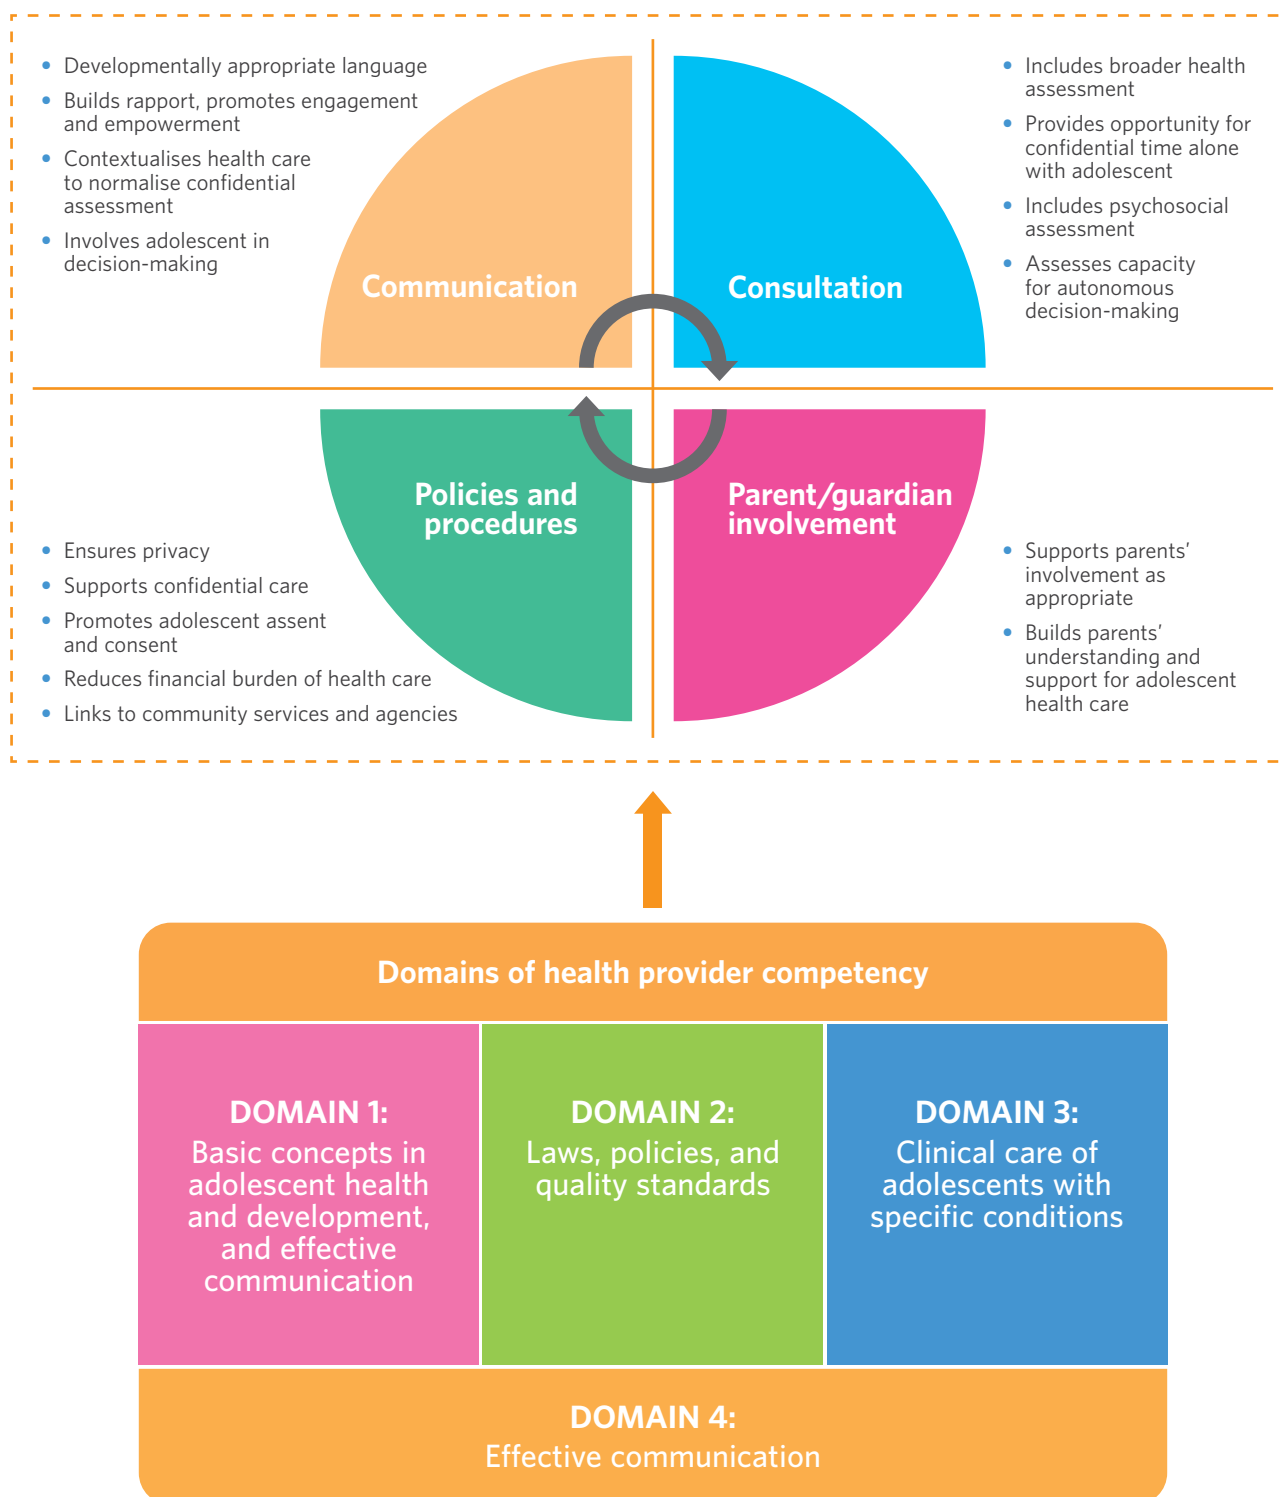 • Developmentally appropriate language
• Builds rapport, promotes engagement
and empowerment
• Contextualises health care
to normalise confidential
assessment
• Involves adolescent in
decision-making
Communication
Consultation
• Includes broader health
assessment
• Provides opportunity for
confidential time alone
with adolescent
• Includes psychosocial
assessment
• Assesses capacity
for autonomous
decision-making
Policies and
procedures
• Ensures privacy
• Supports confidential care
• Promotes adolescent assent
and consent
• Reduces financial burden of health care
• Links to community services and agencies
Parent/guardian
involvement
• Supports parents’
involvement as
appropriate
• Builds parents’
understanding and
support for adolescent
health care
Domains of health provider competency
DOMAIN 1:
Basic concepts in
adolescent health
and development,
and effective
communication
DOMAIN 2:
Laws, policies, and
quality standards
DOMAIN 3:
Clinical care of
adolescents with
specific conditions
DOMAIN 4:
Effective communication